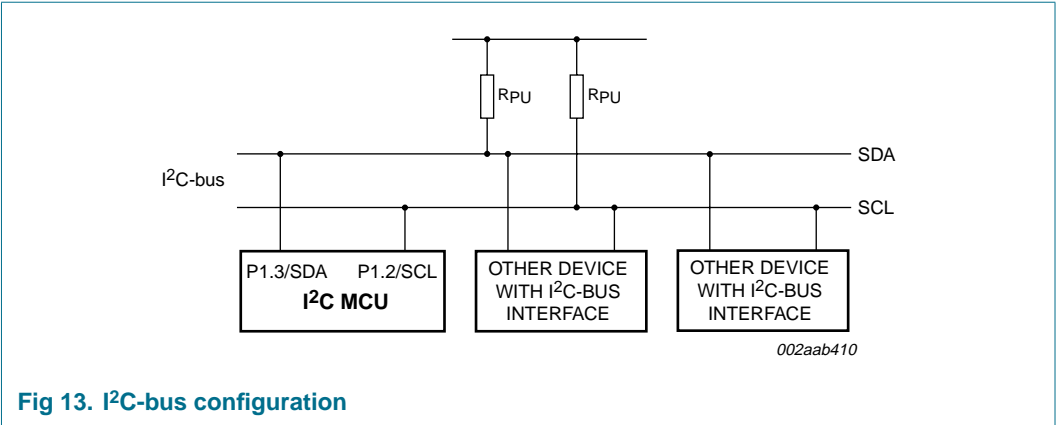 RPU
RPU
SDA
I2C-bus
SCL
P1.3/SDA P1.2/SCL
I2C MCU
OTHER DEVICE
WITH I2C-BUS
INTERFACE
OTHER DEVICE
WITH I2C-BUS
INTERFACE
002aab410
Fig 13. I2C-bus configuration